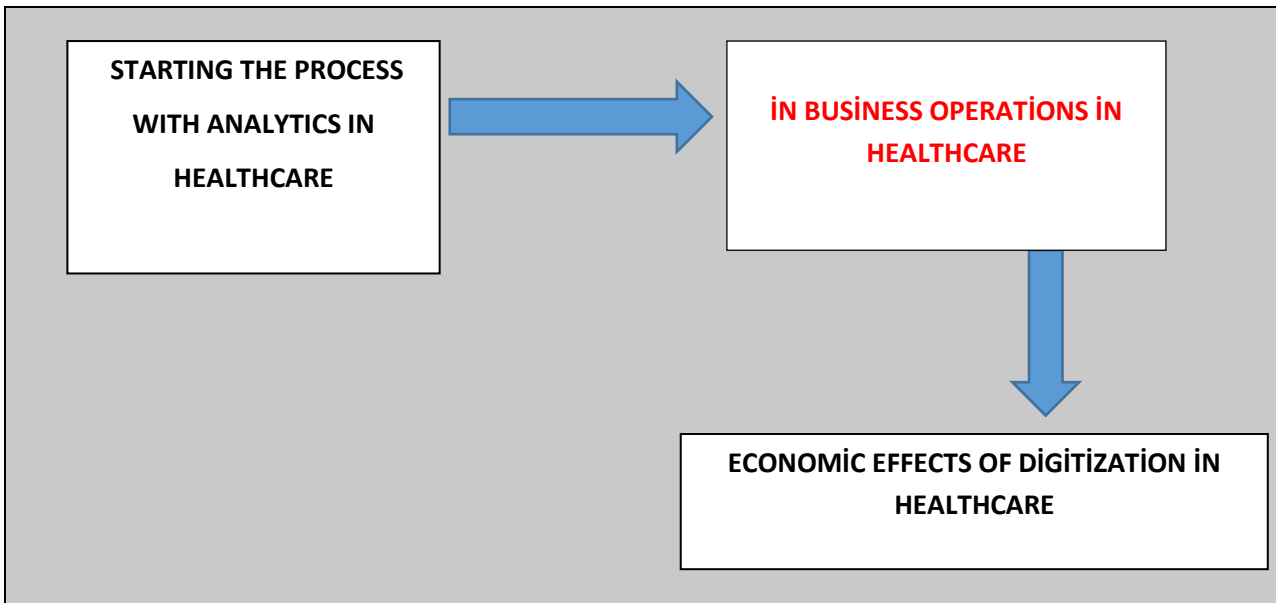 STARTING THE PROCESS
WITH ANALYTICS IN
HEALTHCARE
İN BUSİNESS OPERATİONS İN
HEALTHCARE
ECONOMİC EFFECTS OF DİGİTİZATİON İN
HEALTHCARE